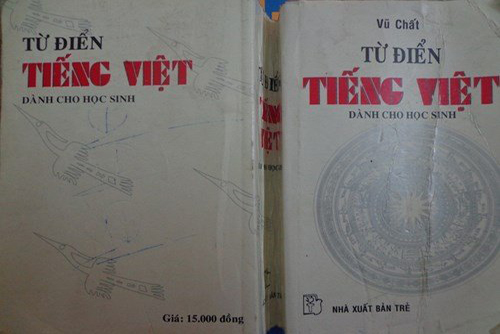 TỪ ĐIỂN
TIẾNG VIỆT
DÀNH CHO HỌC SINH
Giá: 15.000 đồng
TỪ ĐIỂN
TIẾNG
VIỆT
Vũ Chất
TỪ ĐIỂN
TIẾNG VIỆT
DÀNH CHO HỌC SINH
NHÀ XUẤT BẢN TRẺ